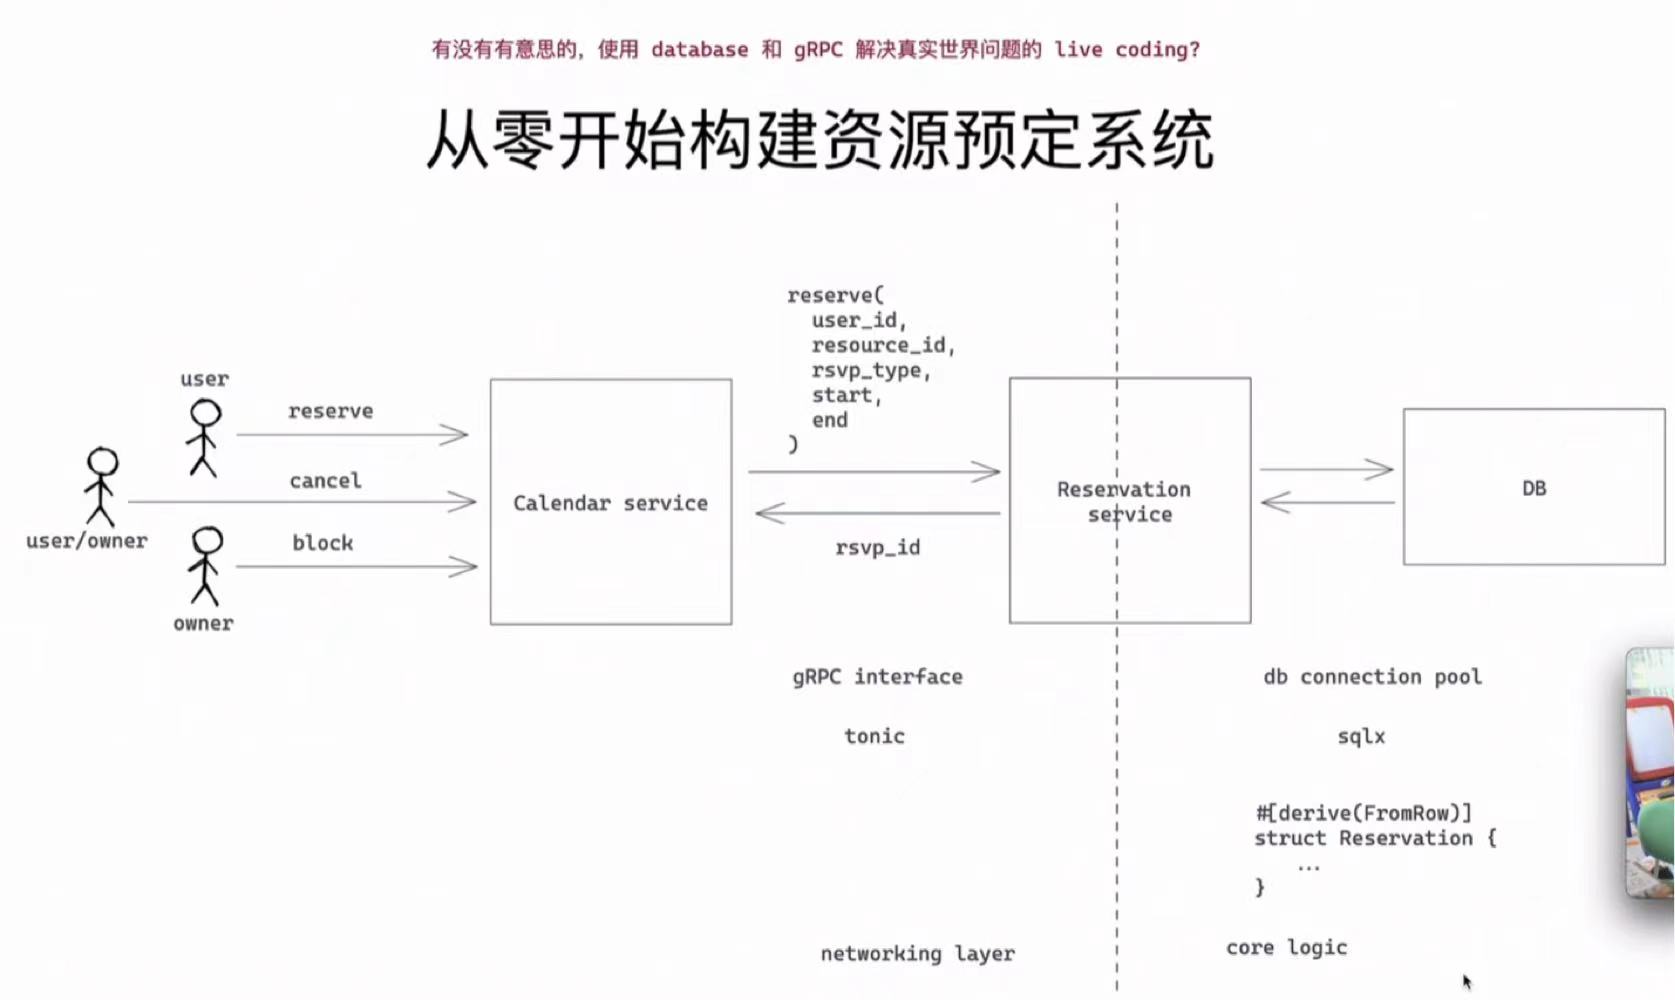 有没有有意思的，使用 database 和 gRPC 解决真实世界问题的 live coding?
从零开始构建资源预定系统
reserve(
user_id,
resource_id,
rsvp_type,
start,
end
)
user
reserve
cancel
user/owner
block
owner
Calendar service
rsvp_id
Reservation
service
DB
gRPC interface
db connection pool
tonic
sqlx
#[derive(FromRow)]
struct Reservation {
...
}
networking layer
core logic